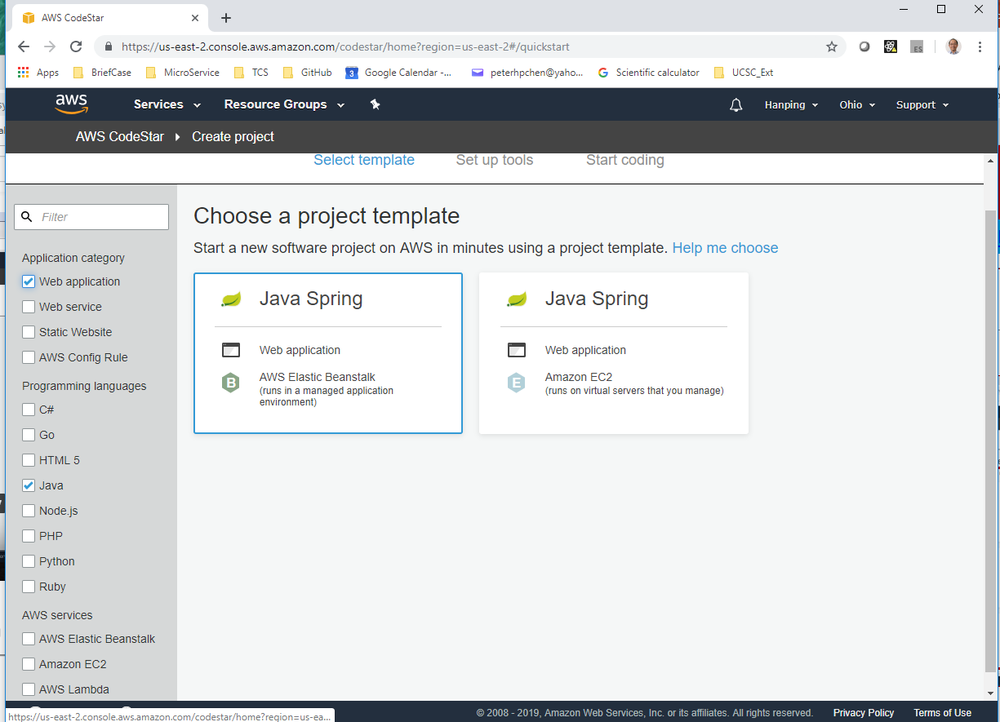 AWS CodeStar
https://us-east-2.console.aws.amazon.com/codestar/home?region=us-east-2#/quickstart
ES
Apps BriefCase MicroService TCS GitHub 3 Google Calendar -... peterhpchen@yaho... G Scientific calculator UCSC_Ext
aws Services Resource Groups Hanping Ohio Support
AWS CodeStar Create project
Select template Set up tools Start coding
Filter
Application category
Web application
Web service
Static Website
AWS Config Rule
Programming languages
C#
Go
HTML 5
Java
Node.js
PHP
Python
Ruby
AWS services
AWS Elastic Beanstalk
Amazon EC2
AWS Lambda
Choose a project template
Start a new software project on AWS in minutes using a project template. Help me choose
Java Spring
Web application
B AWS Elastic Beanstalk
(runs in a managed application
environment)
Java Spring
Web application
E Amazon EC2
(runs on virtual servers that you manage)
https://us-east-2.console.aws.amazon.com/codestar/home?region=us-ea...
© 2008 - 2019, Amazon Web Services, Inc. or its affiliates. All rights reserved. Privacy Policy Terms of Use